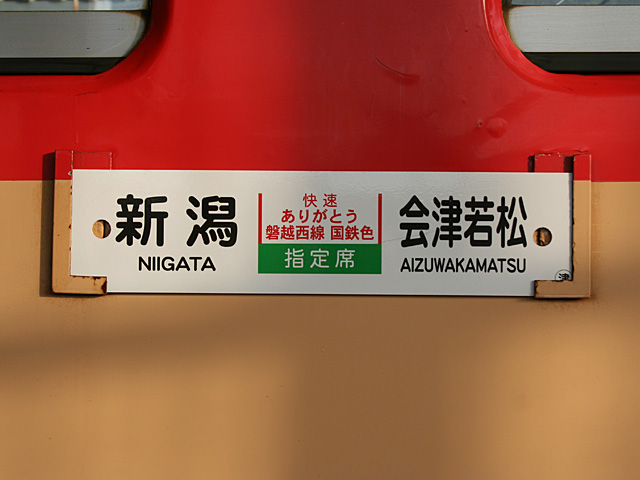 新潟
NIIGATA
快速
ありがとう
磐越西線 国鉄色
指定席
会津若松
AIZUWAKAMATSU
津